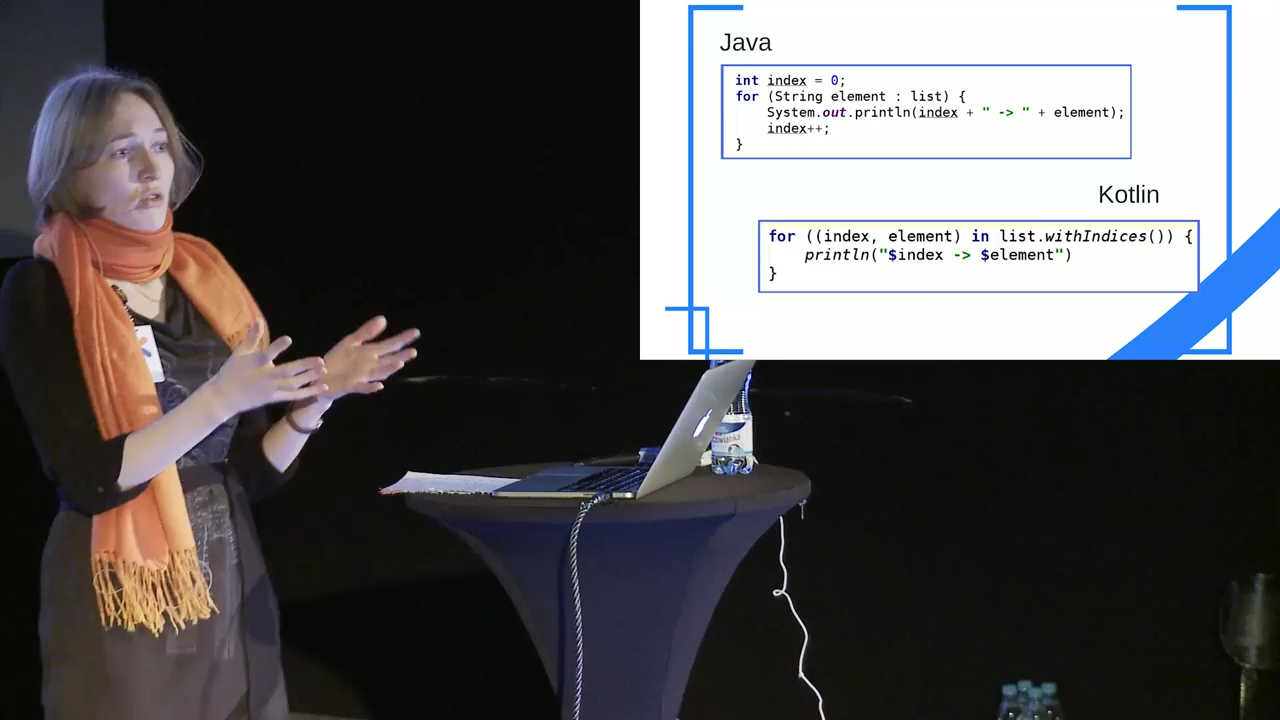 Java
int index = 0;
for (String element : list) {
System.out.println(index + " -> " + element);
index++;
}
Kotlin
for ((index, element) in list.withIndices()) {
println("$index -> $element")
}